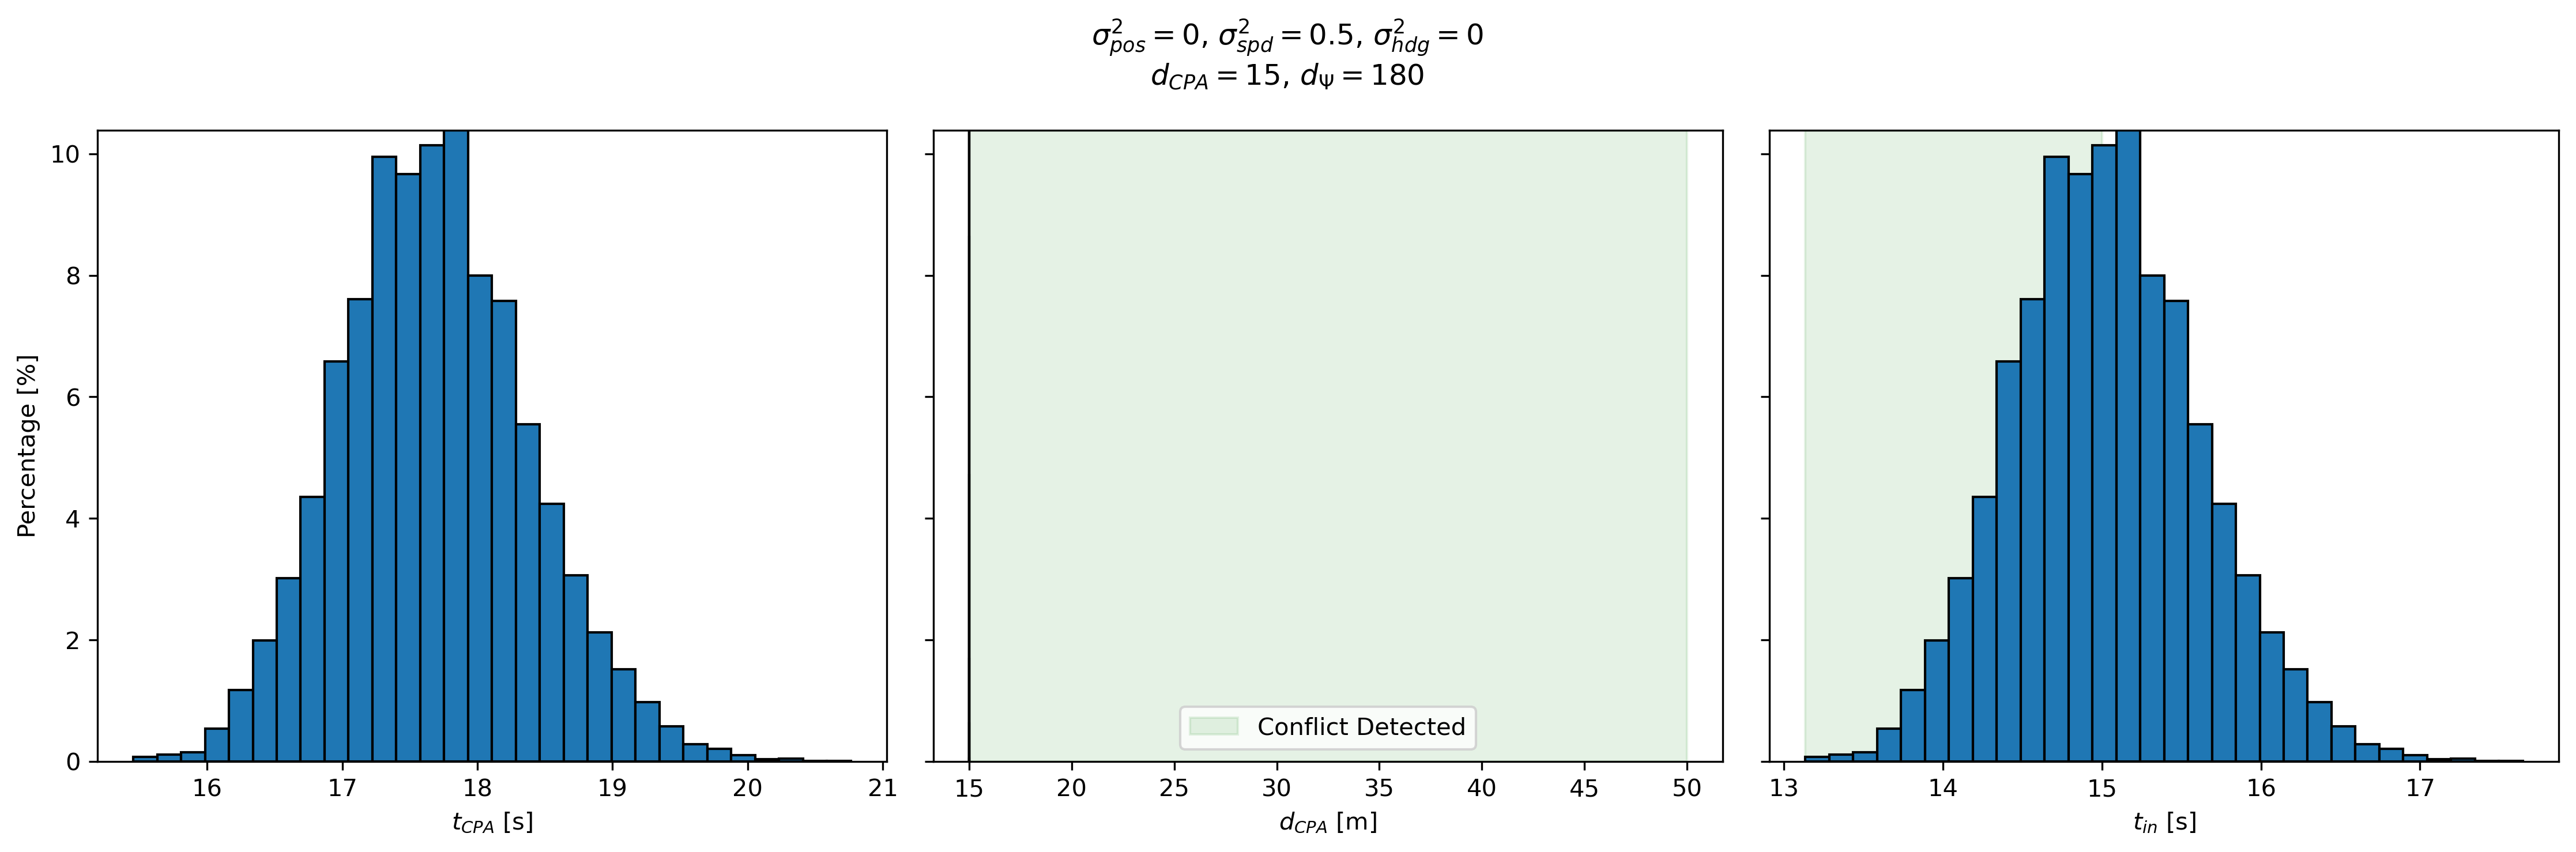 σ²pos = 0, σ²spd = 0.5, σ²hdg = 0
dCPA = 15, dΨ = 180
Percentage [%]
10
8
6
4
2
0
16 17 18 19 20 21
tCPA [s]
Conflict Detected
15 20 25 30 35 40 45 50
dCPA [m]
13 14 15 16 17
tin [s]